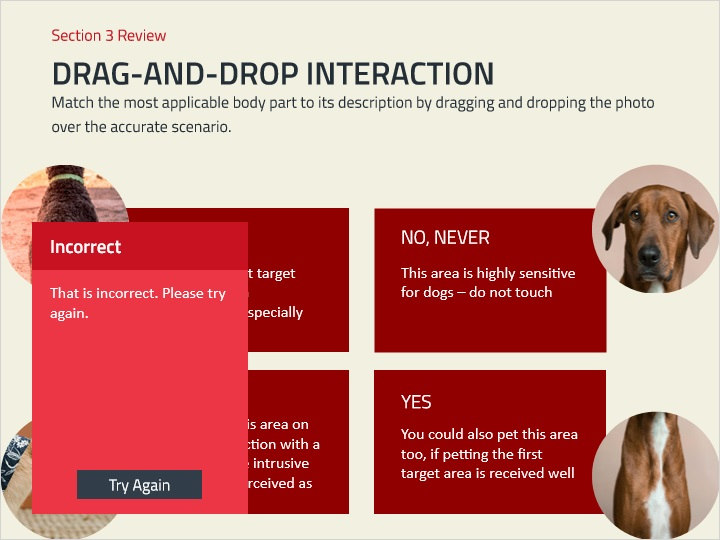 Section 3 Review
DRAG-AND-DROP INTERACTION
Match the most applicable body part to its description by dragging and dropping the photo
over the accurate scenario.
Incorrect
That is incorrect. Please try
again.
Try Again
target
specially
is area on
ction with a
intrusive
rceived as
NO, NEVER
This area is highly sensitive
for dogs – do not touch
YES
You could also pet this area
too, if petting the first
target area is received well